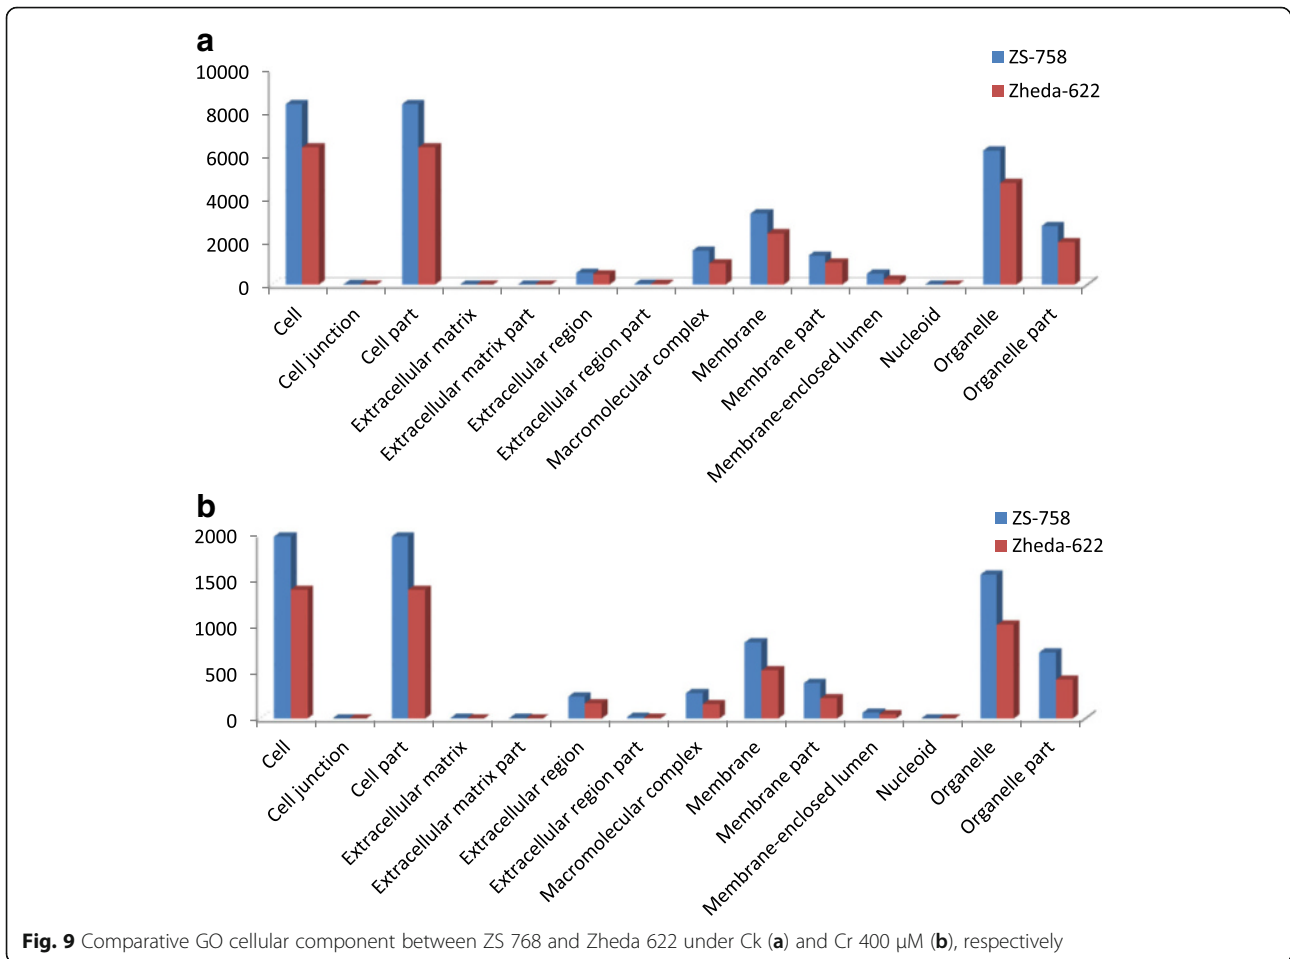 a
ZS-758
Zheda-622
10000
8000
6000
4000
2000
0
Cell
Cell junction
Cell part
Extracellular matrix
Extracellular matrix part
Extracellular region
Extracellular region part
Macromolecular complex
Membrane
Membrane part
Membrane-enclosed lumen
Nucleoid
Organelle
Organelle part
b
ZS-758
Zheda-622
2000
1500
1000
500
0
Cell
Cell junction
Cell part
Extracellular matrix
Extracellular matrix part
Extracellular region
Extracellular region part
Macromolecular complex
Membrane
Membrane part
Membrane-enclosed lumen
Nucleoid
Organelle
Organelle part
Fig. 9 Comparative GO cellular component between ZS 768 and Zheda 622 under Ck (a) and Cr 400 μM (b), respectively